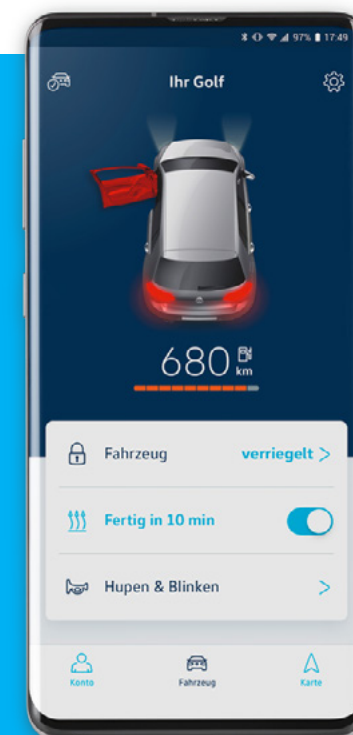 97% 17:49
Ihr Golf
680 km
Fahrzeug verriegelt >
Fertig in 10 min
Hupen & Blinken >
Konto Fahrzeug Karte